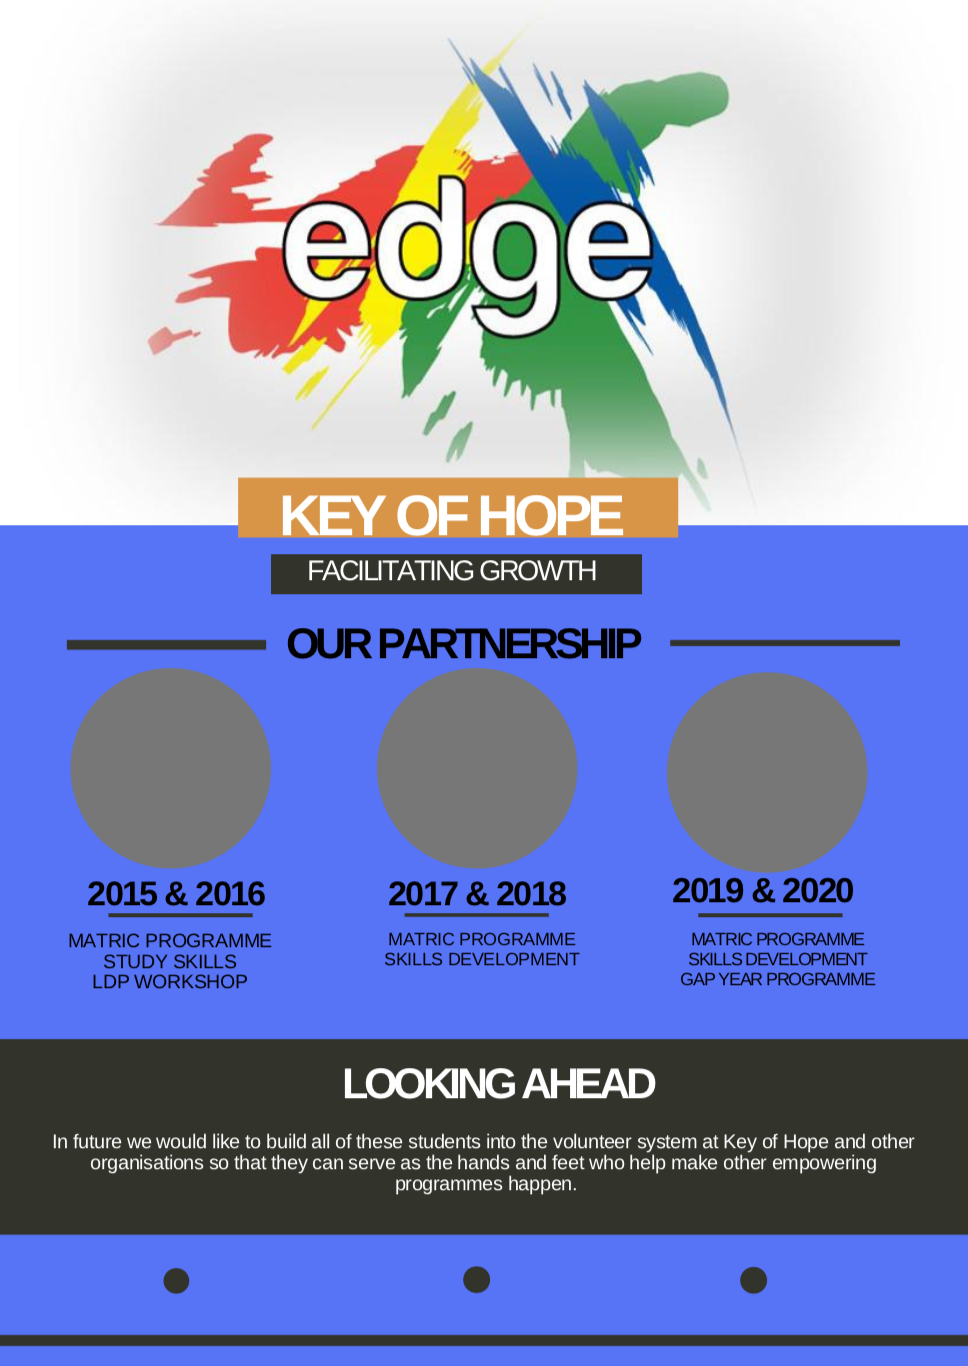 edge
KEY OF HOPE
FACILITATING GROWTH
OUR PARTNERSHIP
2015 & 2016
MATRIC PROGRAMME
STUDY SKILLS
LDP WORKSHOP
2017 & 2018
MATRIC PROGRAMME
SKILLS DEVELOPMENT
2019 & 2020
MATRIC PROGRAMME
SKILLS DEVELOPMENT
GAP YEAR PROGRAMME
LOOKING AHEAD
In future we would like to build all of these students into the volunteer system at Key of Hope and other
organisations so that they can serve as the hands and feet who help make other empowering
programmes happen.